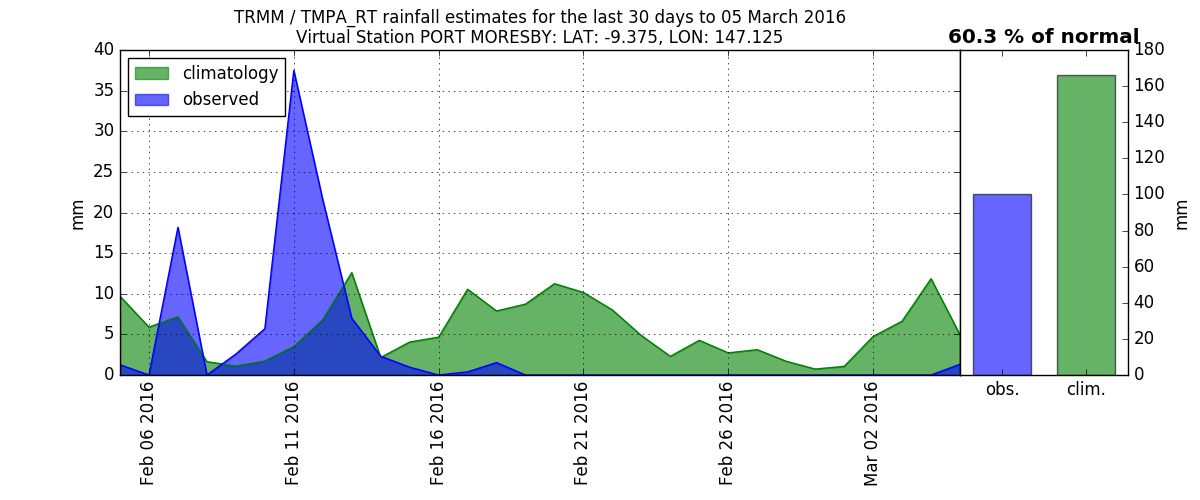 TRMM / TMPA_RT rainfall estimates for the last 30 days to 05 March 2016
Virtual Station PORT MORESBY: LAT: -9.375, LON: 147.125
60.3 % of normal
climatology
observed
40
35
30
25
20
15
10
5
0
mm
Feb 06 2016
Feb 11 2016
Feb 16 2016
Feb 21 2016
Feb 26 2016
Mar 02 2016
obs.
clim.
180
160
140
120
100
80
60
40
20
0
mm